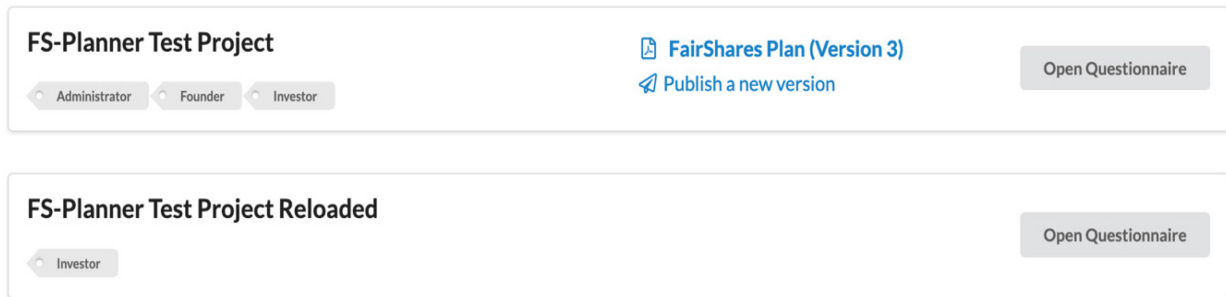 FS-Planner Test Project
FairShares Plan (Version 3)
Publish a new version
Open Questionnaire
Administrator Founder Investor
FS-Planner Test Project Reloaded
Open Questionnaire
Investor